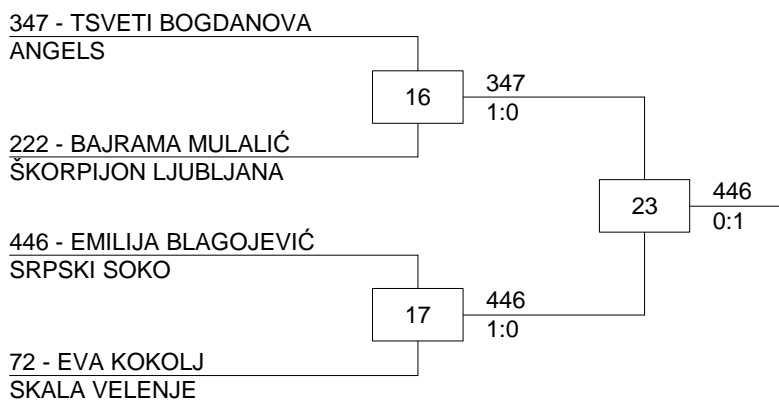 347 - TSVETI BOGDANOVA
ANGELS
16
347
1:0
222 - BAJRAMA MULALIĆ
ŠKORPIJON LJUBLJANA
23
446
0:1
446 - EMILIJA BLAGOJEVIĆ
SRPSKI SOKO
17
446
1:0
72 - EVA KOKOLJ
SKALA VELENJE